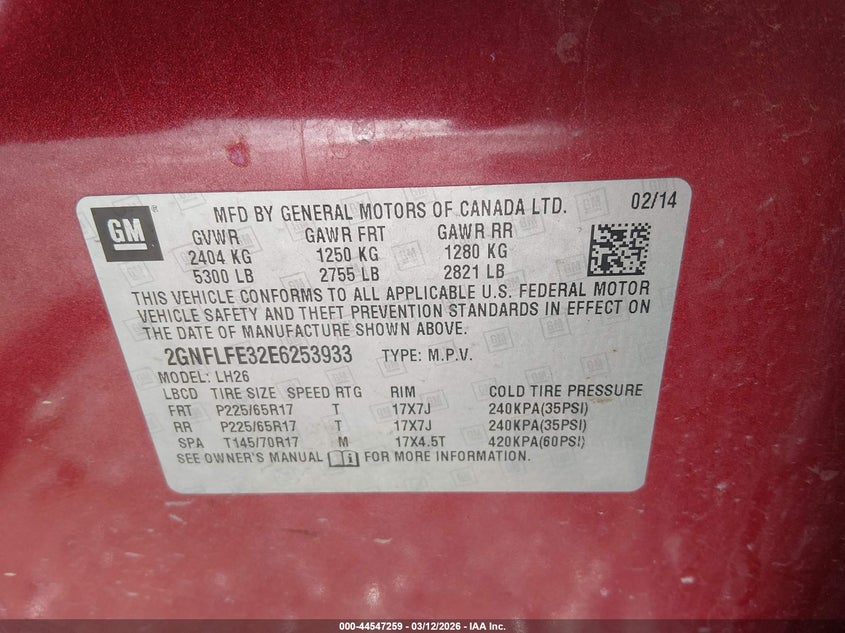 GM ®
MFD BY GENERAL MOTORS OF CANADA LTD. 02/14
GVWR GAWR FRT GAWR RR
2404 KG 1250 KG 1280 KG
5300 LB 2755 LB 2821 LB
THIS VEHICLE CONFORMS TO ALL APPLICABLE U.S. FEDERAL MOTOR
VEHICLE SAFETY AND THEFT PREVENTION STANDARDS IN EFFECT ON
THE DATE OF MANUFACTURE SHOWN ABOVE.
2GNFLFE32E6253933 TYPE: M.P.V.
MODEL: LH26
LBCD TIRE SIZE SPEED RTG RIM COLD TIRE PRESSURE
FRT P225/65R17 T 17X7J 240KPA(35PSI)
RR P225/65R17 T 17X7J 240KPA(35PSI)
SPA T145/70R17 M 17X4.5T 420KPA(60PSI)
SEE OWNER'S MANUAL FOR MORE INFORMATION.
000-44547259 - 03/12/2026 - IAA Inc.